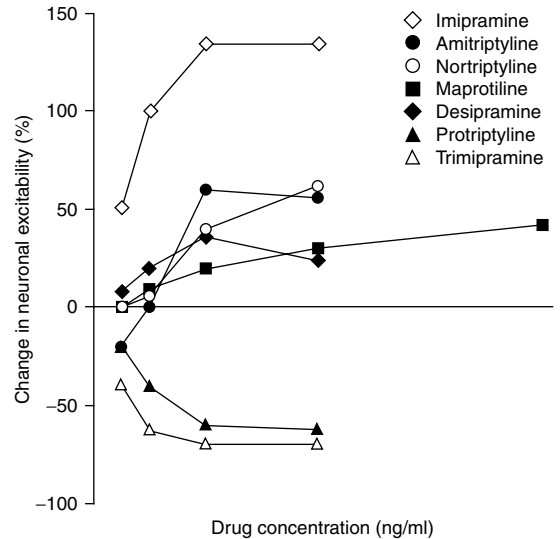 150
100
50
0
−50
−100
Change in neuronal excitability (%)
Drug concentration (ng/ml)
Imipramine
Amitriptyline
Nortriptyline
Maprotiline
Desipramine
Protriptyline
Trimipramine